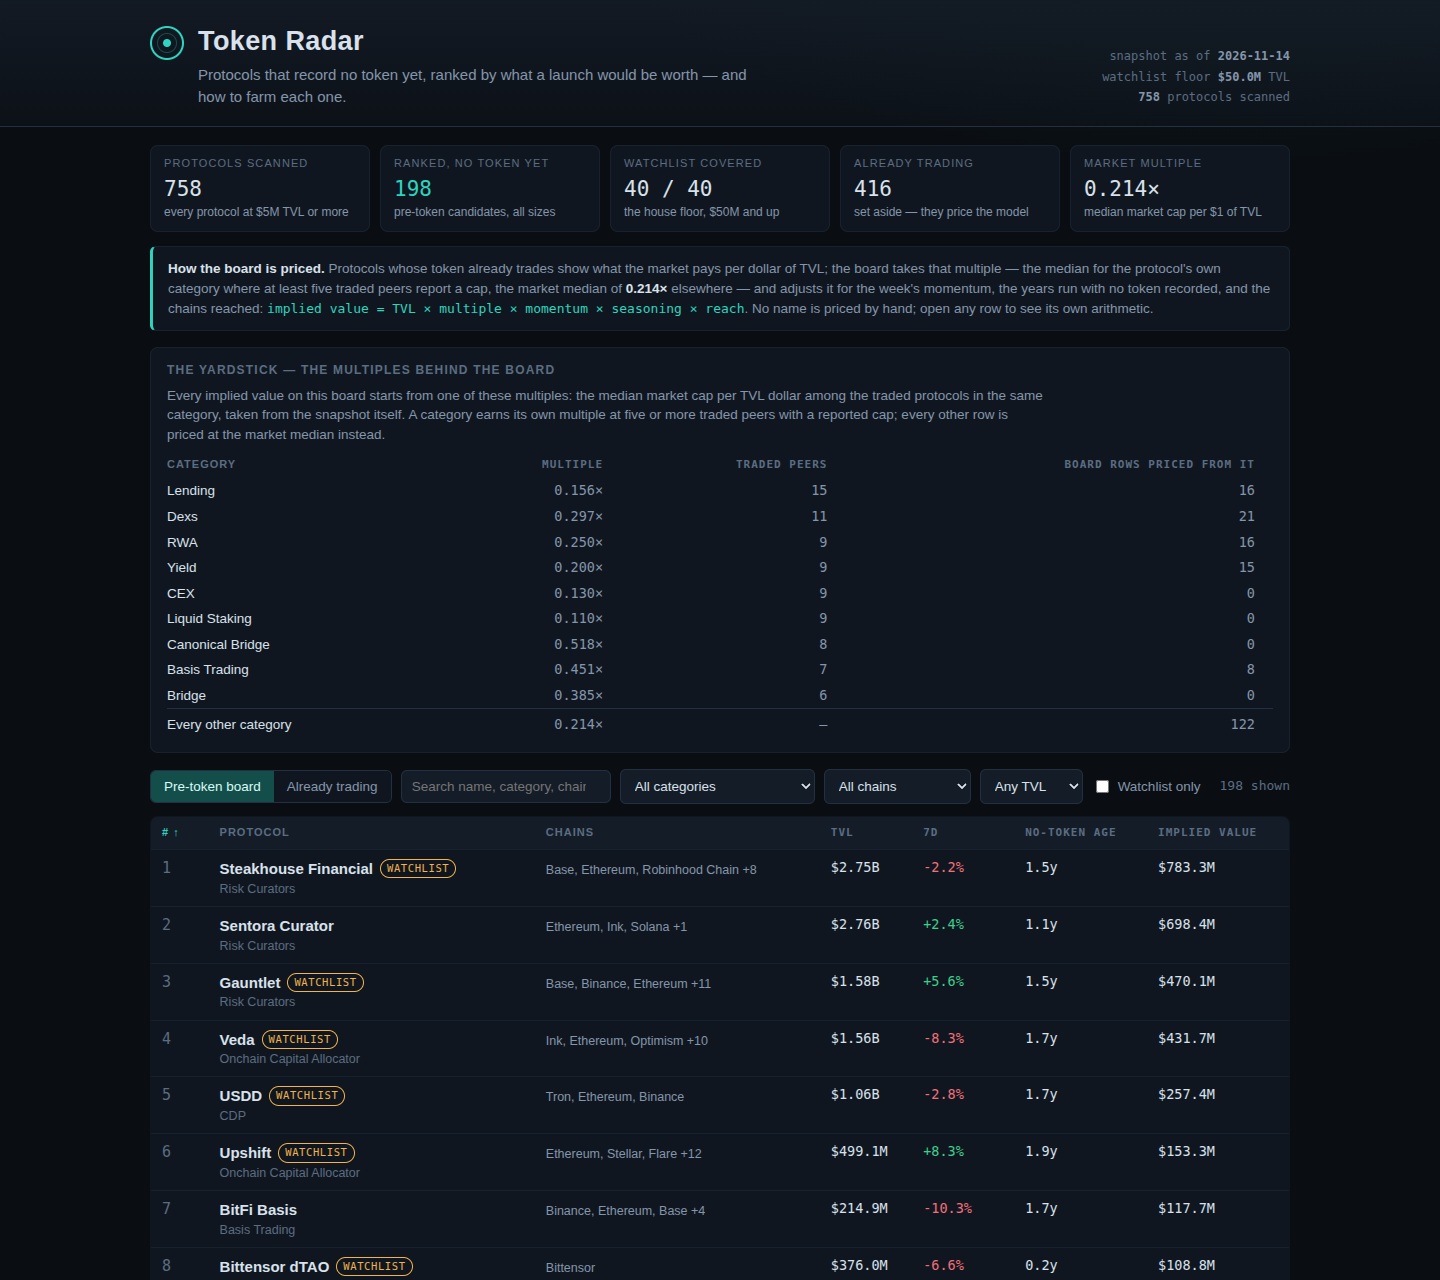 Token Radar
Protocols that record no token yet, ranked by what a launch would be worth — and
how to farm each one.
snapshot as of 2026-11-14
watchlist floor $50.0M TVL
758 protocols scanned
PROTOCOLS SCANNED
758
every protocol at $5M TVL or more
RANKED, NO TOKEN YET
198
pre-token candidates, all sizes
WATCHLIST COVERED
40 / 40
the house floor, $50M and up
ALREADY TRADING
416
set aside — they price the model
MARKET MULTIPLE
0.214×
median market cap per $1 of TVL
How the board is priced. Protocols whose token already trades show what the market pays per dollar of TVL; the board takes that multiple — the median for the protocol's own
category where at least five traded peers report a cap, the market median of 0.214× elsewhere — and adjusts it for the week's momentum, the years run with no token recorded, and the
chains reached: implied value = TVL × multiple × momentum × seasoning × reach. No name is priced by hand; open any row to see its own arithmetic.
THE YARDSTICK — THE MULTIPLES BEHIND THE BOARD
Every implied value on this board starts from one of these multiples: the median market cap per TVL dollar among the traded protocols in the same
category, taken from the snapshot itself. A category earns its own multiple at five or more traded peers with a reported cap; every other row is
priced at the market median instead.
CATEGORY MULTIPLE TRADED PEERS BOARD ROWS PRICED FROM IT
Lending 0.156× 15 16
Dexs 0.297× 11 21
RWA 0.250× 9 16
Yield 0.200× 9 15
CEX 0.130× 9 0
Liquid Staking 0.110× 9 0
Canonical Bridge 0.518× 8 0
Basis Trading 0.451× 7 8
Bridge 0.385× 6 0
Every other category 0.214× — 122
Pre-token board Already trading Search name, category, chain All categories All chains Any TVL Watchlist only 198 shown
# ↑ PROTOCOL CHAINS TVL 7D NO-TOKEN AGE IMPLIED VALUE
1 Steakhouse Financial WATCHLIST Base, Ethereum, Robinhood Chain +8 $2.75B -2.2% 1.5y $783.3M
Risk Curators
2 Sentora Curator Ethereum, Ink, Solana +1 $2.76B +2.4% 1.1y $698.4M
Risk Curators
3 Gauntlet WATCHLIST Base, Binance, Ethereum +11 $1.58B +5.6% 1.5y $470.1M
Risk Curators
4 Veda WATCHLIST Ink, Ethereum, Optimism +10 $1.56B -8.3% 1.7y $431.7M
Onchain Capital Allocator
5 USDD WATCHLIST Tron, Ethereum, Binance $1.06B -2.8% 1.7y $257.4M
CDP
6 Upshift WATCHLIST Ethereum, Stellar, Flare +12 $499.1M +8.3% 1.9y $153.3M
Onchain Capital Allocator
7 BitFi Basis Binance, Ethereum, Base +4 $214.9M -10.3% 1.7y $117.7M
Basis Trading
8 Bittensor dTAO WATCHLIST Bittensor $376.0M -6.6% 0.2y $108.8M